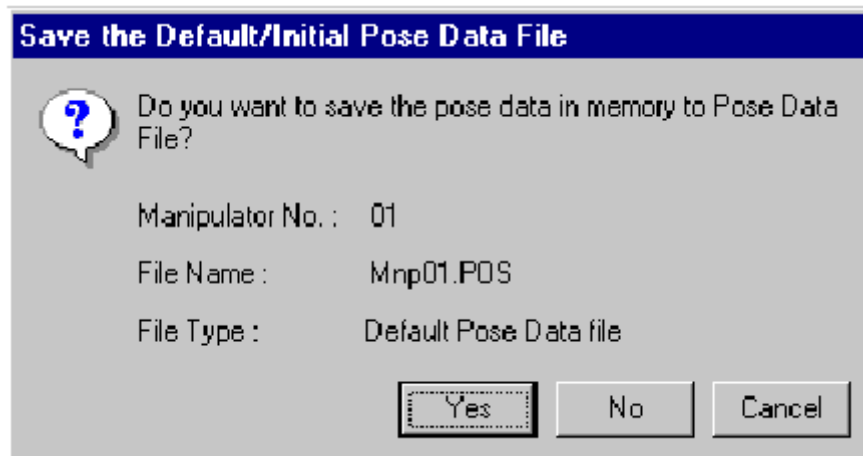 Save the Default/Initial Pose Data File
?
Do you want to save the pose data in memory to Pose Data
File?
Manipulator No. : 01
File Name : Mnp01.POS
File Type : Default Pose Data file
Yes No Cancel